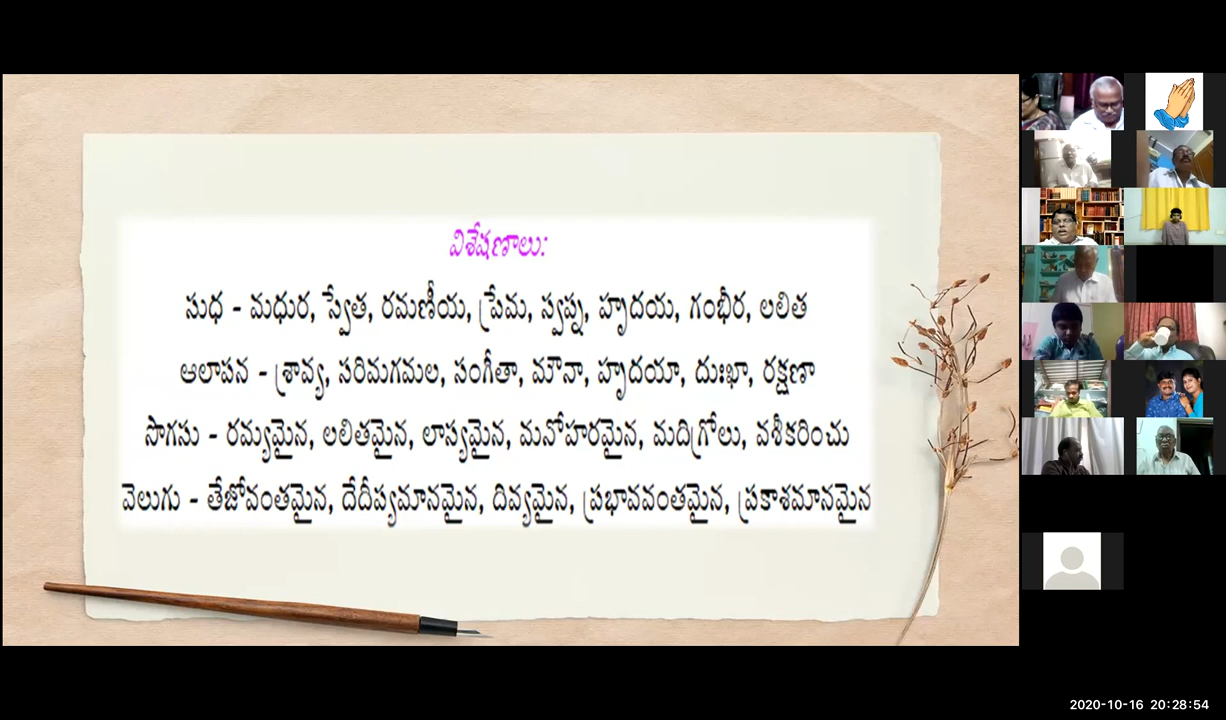 విశేషణాలు:
సుధ - మధుర, స్వేత, రమణీయ, ప్రేమ, స్వప్న, హృదయ, గంభీర, లలిత
ఆలాపన - శ్రావ్య, సరిమగమల, సంగీతా, మౌనా, హృదయా, దుఃఖా, రక్షణా
సొగసు - రమ్యమైన, లలితమైన, లాస్యమైన, మనోహరమైన, మదిగ్రోలు, వశీకరించు
వెలుగు - తేజోవంతమైన, దేదీప్యమానమైన, దివ్యమైన, ప్రభావవంతమైన, ప్రకాశమానమైన
2020-10-16 20:28:54